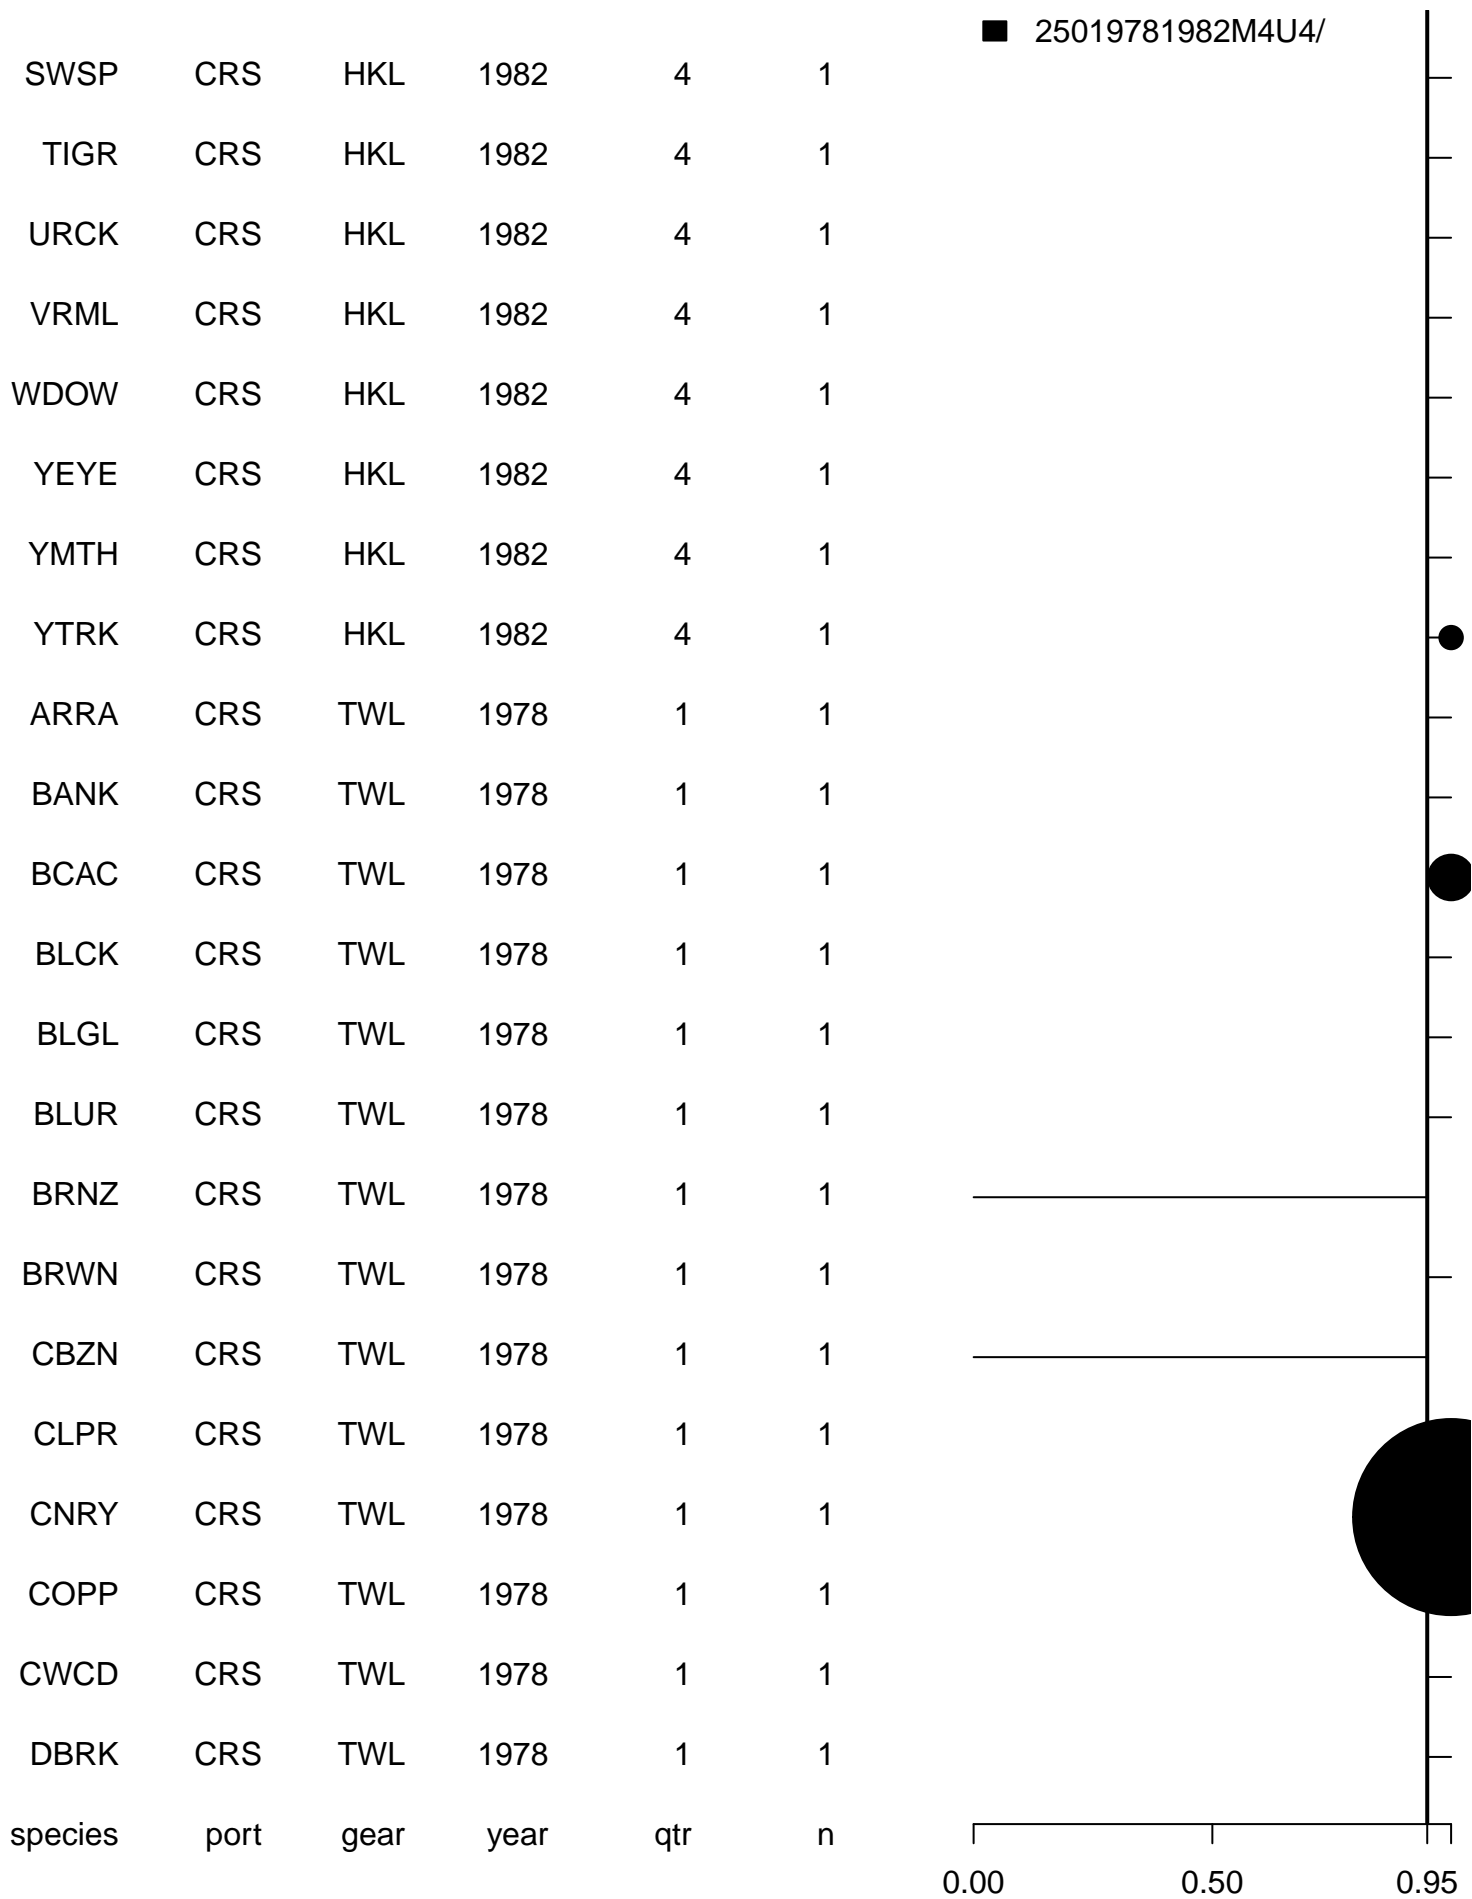 25019781982M4U4/
SWSP CRS HKL 1982 4 1
TIGR CRS HKL 1982 4 1
URCK CRS HKL 1982 4 1
VRML CRS HKL 1982 4 1
WDOW CRS HKL 1982 4 1
YEYE CRS HKL 1982 4 1
YMTH CRS HKL 1982 4 1
YTRK CRS HKL 1982 4 1
ARRA CRS TWL 1978 1 1
BANK CRS TWL 1978 1 1
BCAC CRS TWL 1978 1 1
BLCK CRS TWL 1978 1 1
BLGL CRS TWL 1978 1 1
BLUR CRS TWL 1978 1 1
BRNZ CRS TWL 1978 1 1
BRWN CRS TWL 1978 1 1
CBZN CRS TWL 1978 1 1
CLPR CRS TWL 1978 1 1
CNRY CRS TWL 1978 1 1
COPP CRS TWL 1978 1 1
CWCD CRS TWL 1978 1 1
DBRK CRS TWL 1978 1 1
species port gear year qtr n
0.00 0.50 0.95